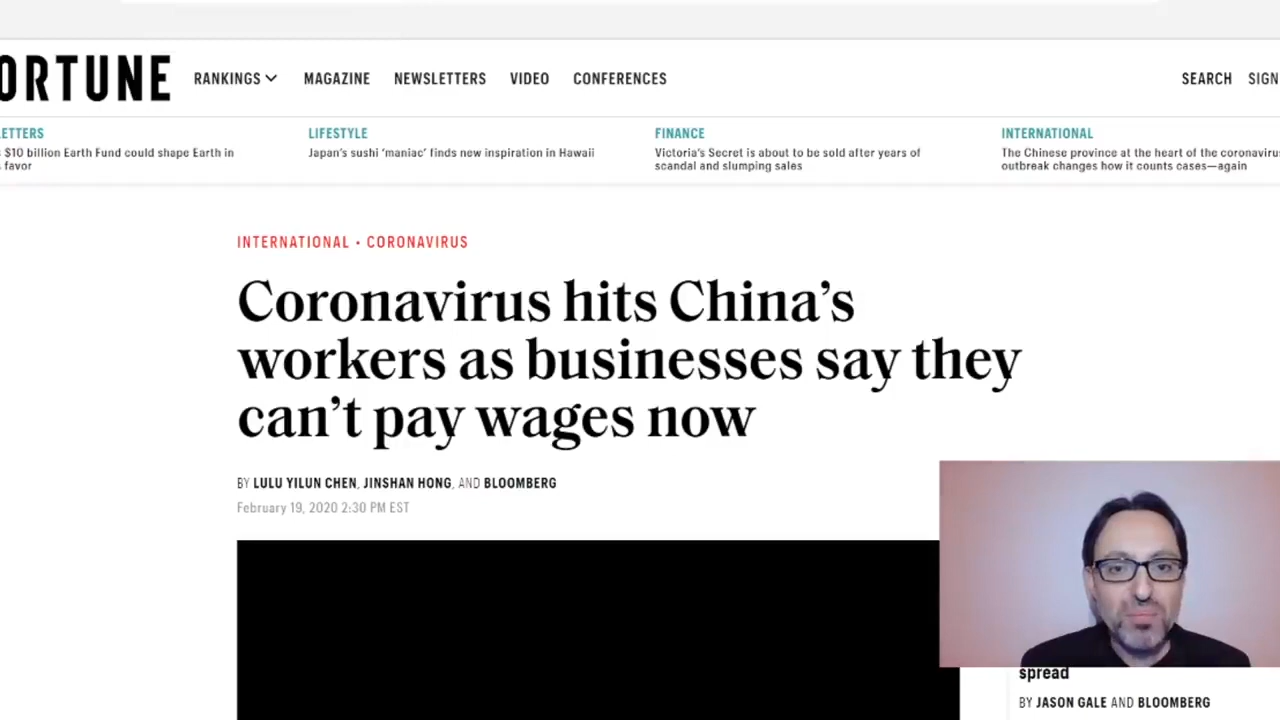 ORTUNE RANKINGS MAGAZINE NEWSLETTERS VIDEO CONFERENCES SEARCH SIGN
ETTERS
$10 billion Earth Fund could shape Earth in
favor
LIFESTYLE
Japan's sushi ‘maniac’ finds new inspiration in Hawaii
FINANCE
Victoria's Secret is about to be sold after years of
scandal and slumping sales
INTERNATIONAL
The Chinese province at the heart of the coronavirus
outbreak changes how it counts cases—again
INTERNATIONAL • CORONAVIRUS
Coronavirus hits China’s
workers as businesses say they
can’t pay wages now
BY LULU YILUN CHEN, JINSHAN HONG, AND BLOOMBERG
February 19, 2020 2:30 PM EST
spread
BY JASON GALE AND BLOOMBERG